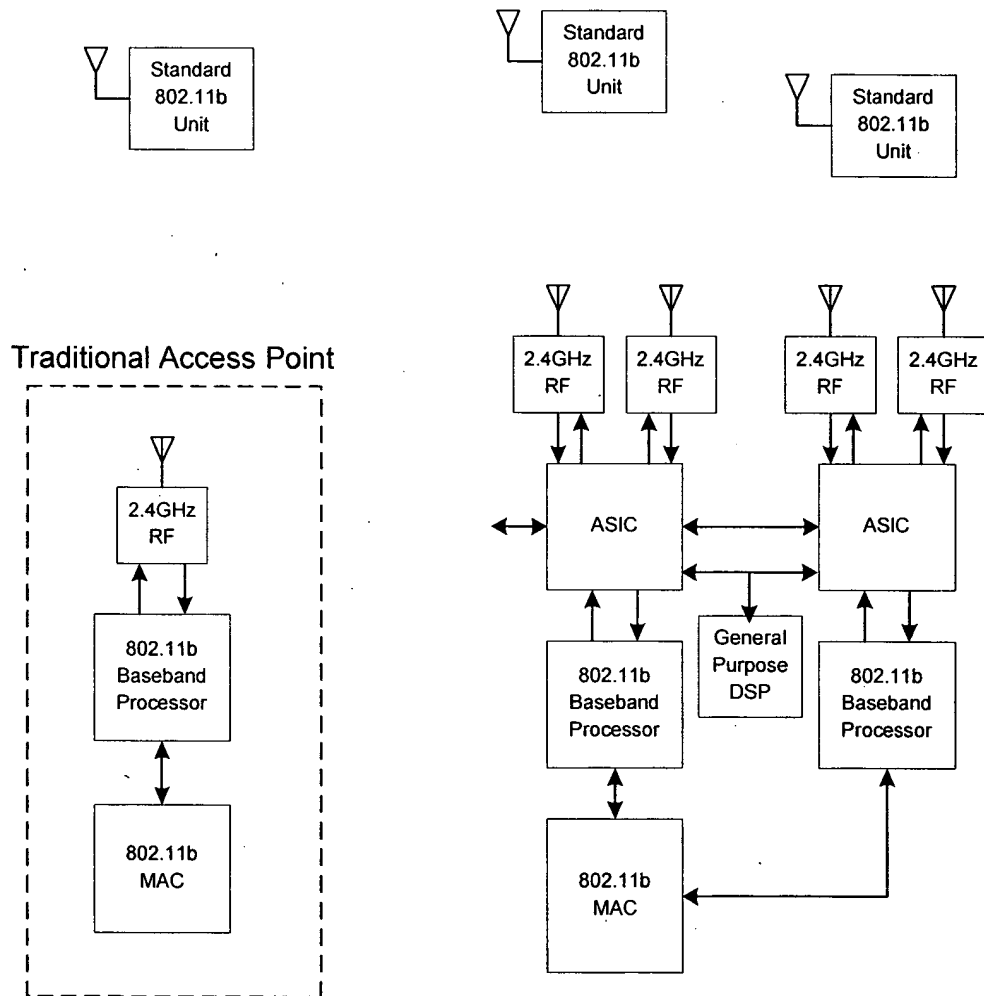 Standard
802.11b
Unit
Standard
802.11b
Unit
Standard
802.11b
Unit
Traditional Access Point
2.4GHz
RF
802.11b
Baseband
Processor
802.11b
MAC
2.4GHz
RF
2.4GHz
RF
2.4GHz
RF
2.4GHz
RF
ASIC
ASIC
General
Purpose
DSP
802.11b
Baseband
Processor
802.11b
Baseband
Processor
802.11b
MAC